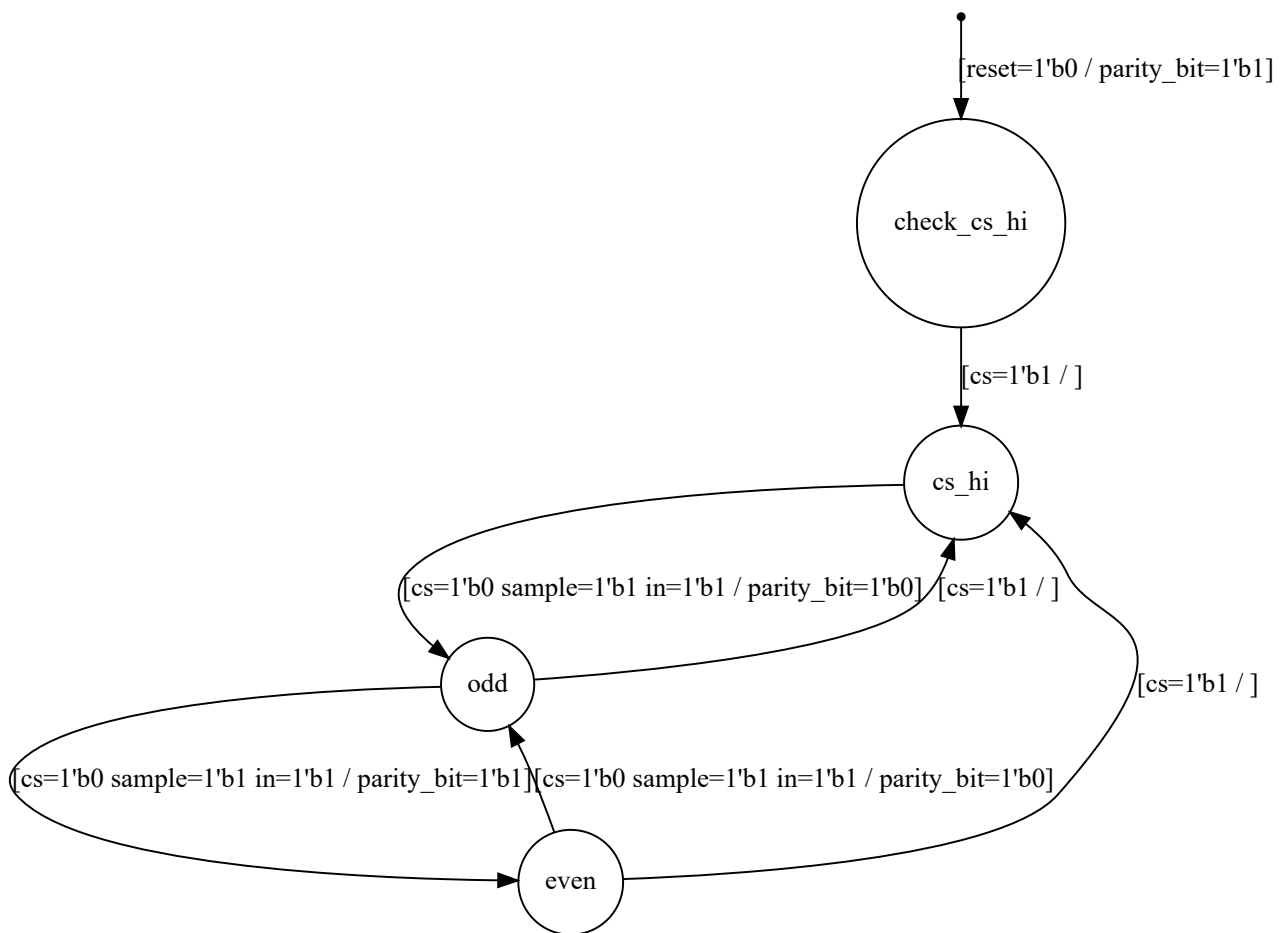 [reset=1'b0 / parity_bit=1'b1]
check_cs_hi
[cs=1'b1 / ]
cs_hi
[cs=1'b0 sample=1'b1 in=1'b1 / parity_bit=1'b0]
[cs=1'b1 / ]
odd
[cs=1'b1 / ]
[cs=1'b0 sample=1'b1 in=1'b1 / parity_bit=1'b1]
[cs=1'b0 sample=1'b1 in=1'b1 / parity_bit=1'b0]
even